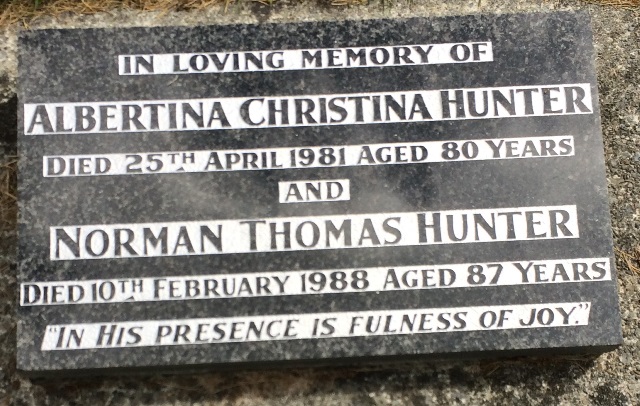 IN LOVING MEMORY OF
ALBERTINA CHRISTINA HUNTER
DIED 25TH APRIL 1981 AGED 80 YEARS
AND
NORMAN THOMAS HUNTER
DIED 10TH FEBRUARY 1988 AGED 87 YEARS
"IN HIS PRESENCE IS FULNESS OF JOY."